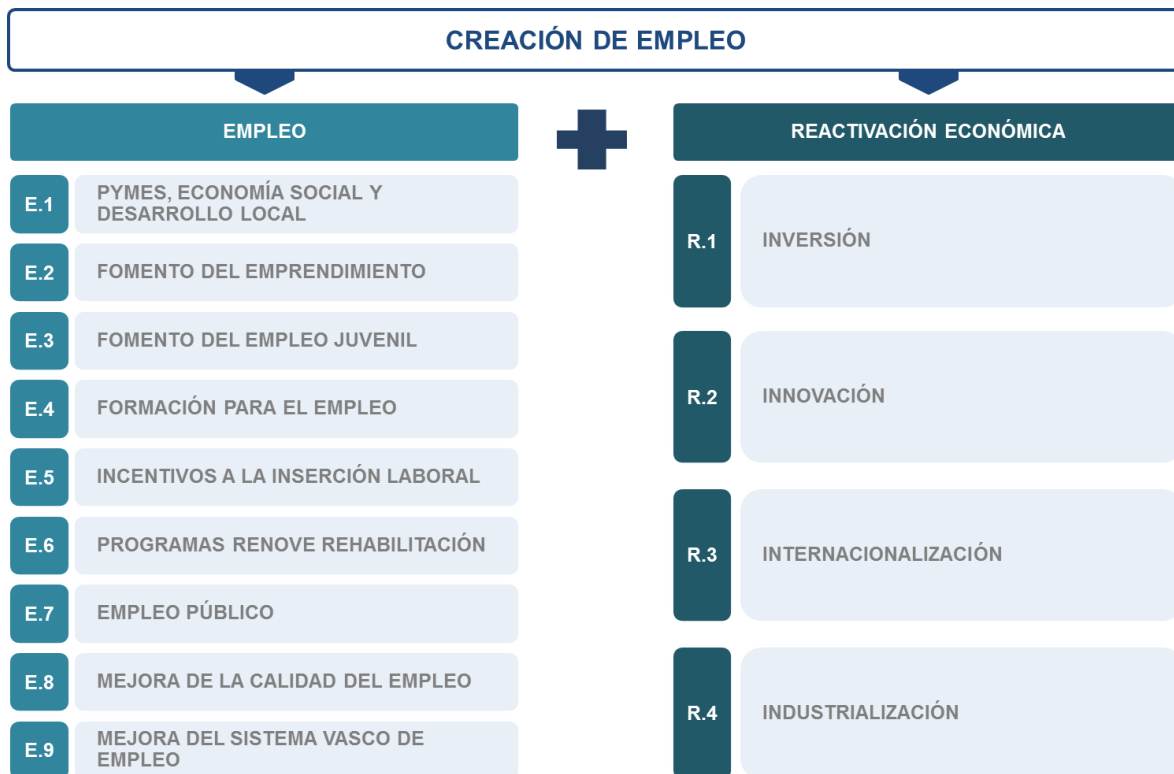 CREACIÓN DE EMPLEO
EMPLEO
E.1
PYMES, ECONOMÍA SOCIAL Y
DESARROLLO LOCAL
E.2
FOMENTO DEL EMPRENDIMIENTO
E.3
FOMENTO DEL EMPLEO JUVENIL
E.4
FORMACIÓN PARA EL EMPLEO
E.5
INCENTIVOS A LA INSERCIÓN LABORAL
E.6
PROGRAMAS RENOVE REHABILITACIÓN
E.7
EMPLEO PÚBLICO
E.8
MEJORA DE LA CALIDAD DEL EMPLEO
E.9
MEJORA DEL SISTEMA VASCO DE
EMPLEO
REACTIVACIÓN ECONÓMICA
R.1
INVERSIÓN
R.2
INNOVACIÓN
R.3
INTERNACIONALIZACIÓN
R.4
INDUSTRIALIZACIÓN